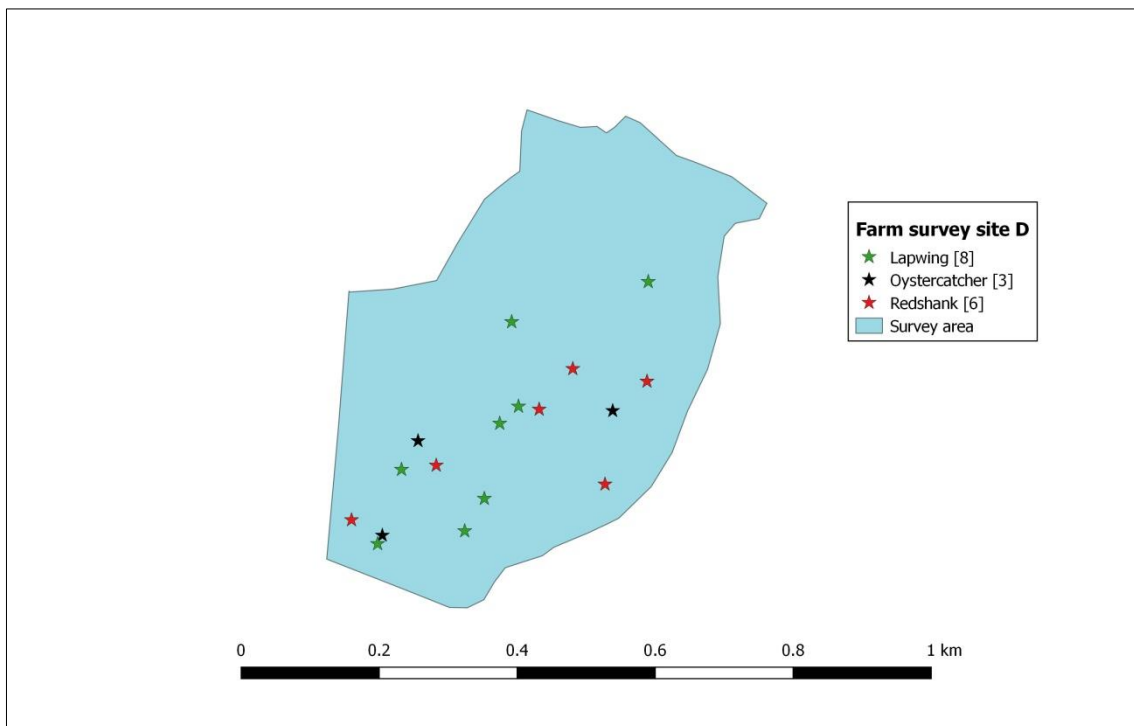 Farm survey site D
Lapwing [8]
Oystercatcher [3]
Redshank [6]
Survey area
0 0.2 0.4 0.6 0.8 1 km